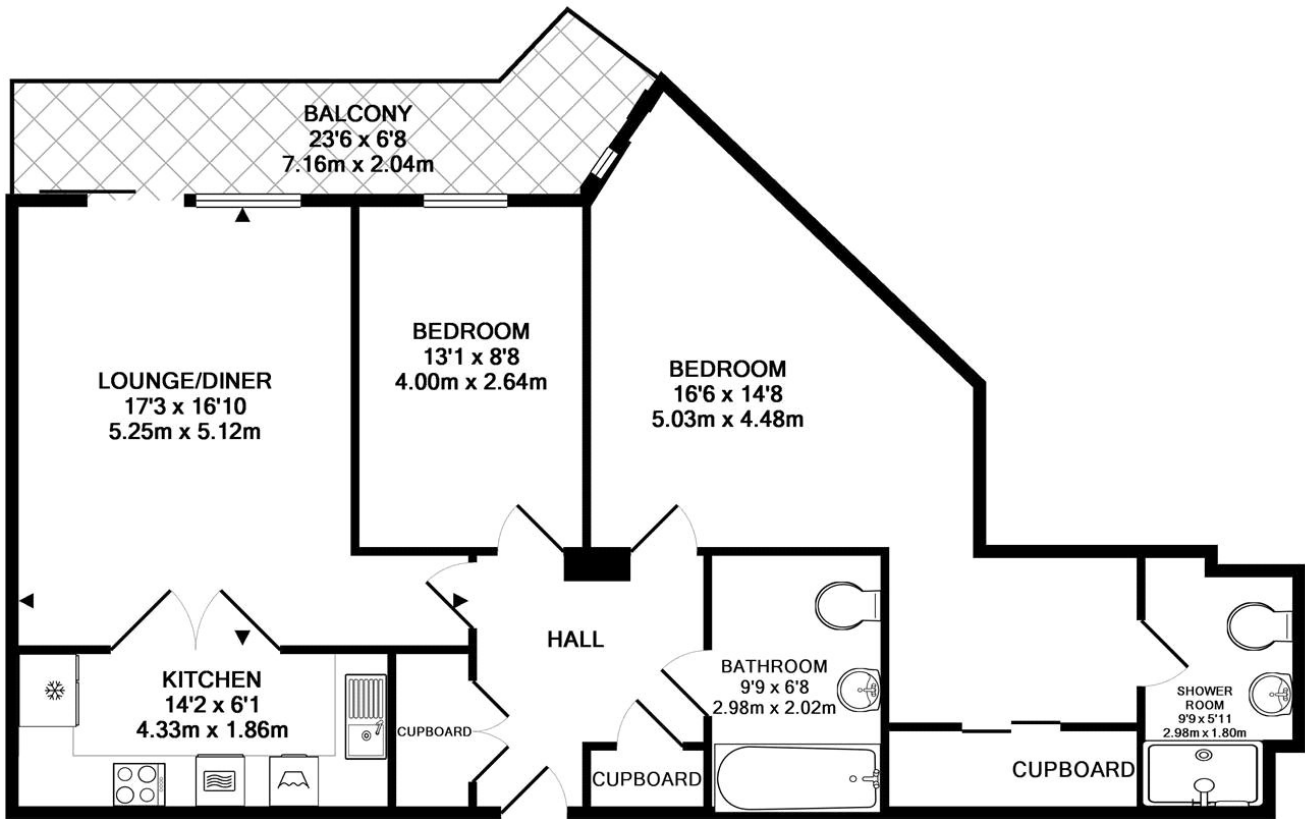 BALCONY
23'6 x 6'8
7.16m x 2.04m
LOUNGE/DINER
17'3 x 16'10
5.25m x 5.12m
BEDROOM
13'1 x 8'8
4.00m x 2.64m
BEDROOM
16'6 x 14'8
5.03m x 4.48m
KITCHEN
14'2 x 6'1
4.33m x 1.86m
CUPBOARD
HALL
CUPBOARD
BATHROOM
9'9 x 6'8
2.98m x 2.02m
CUPBOARD
SHOWER
ROOM
9'9 x 5'11
2.98m x 1.80m